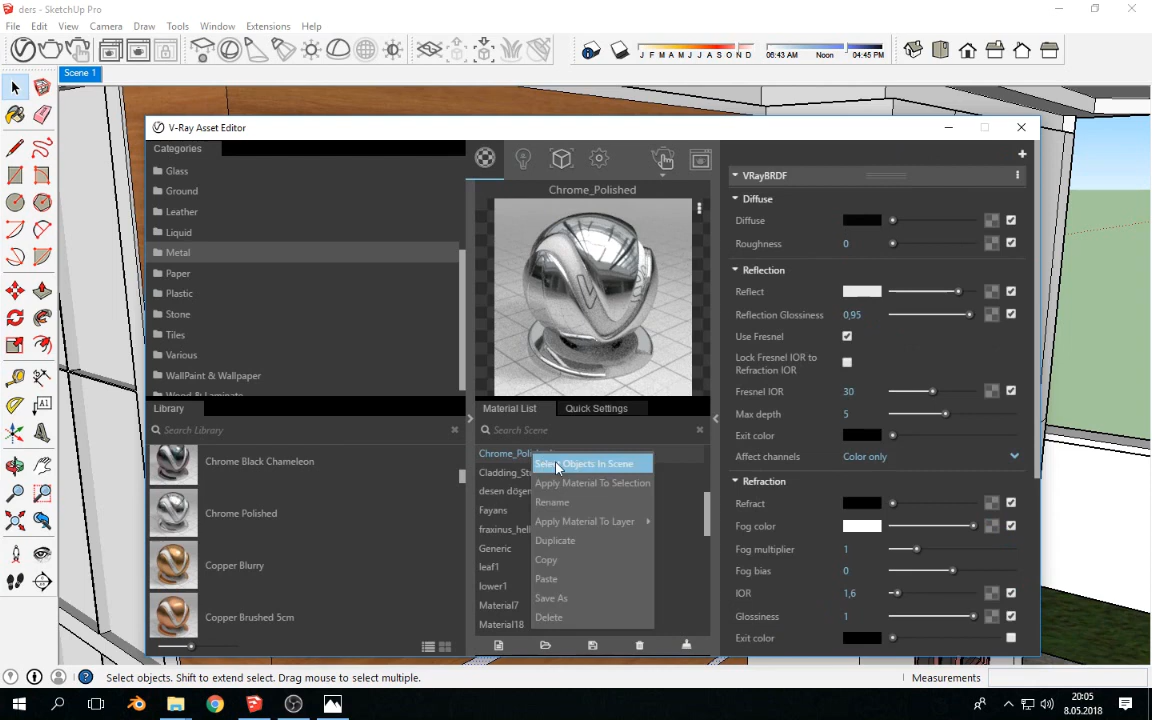 ders - SketchUp Pro
File Edit View Camera Draw Tools Window Extensions Help
J F M A M J J A S O N D
06:43 AM Noon 04:45 PM
Scene 1
V-Ray Asset Editor
Categories
Glass
Ground
Leather
Liquid
Metal
Paper
Plastic
Stone
Tiles
Various
WallPaint & Wallpaper
Wood & Laminate
Library
Search Library
Chrome Black Chameleon
Chrome Polished
Copper Blurry
Copper Brushed 5cm
Chrome_Polished
Material List Quick Settings
Search Scene
Cladding_St
desen döşe
Fayans
fraxinus_hel
Generic
leaf1
lower1
Material7
Material18
Select Objects In Scene
Apply Material To Selection
Rename
Apply Material To Layer
Duplicate
Copy
Paste
Save As
Delete
VRayBRDF
Diffuse
Diffuse
Roughness 0
Reflection
Reflect
Reflection Glossiness 0,95
Use Fresnel
Lock Fresnel IOR to
Refraction IOR
Fresnel IOR 30
Max depth 5
Exit color
Affect channels Color only
Refraction
Refract
Fog color
Fog multiplier 1
Fog bias 0
IOR 1,6
Glossiness 1
Exit color
A1
Select objects. Shift to extend select. Drag mouse to select multiple.
Measurements
20:05
8.05.2018